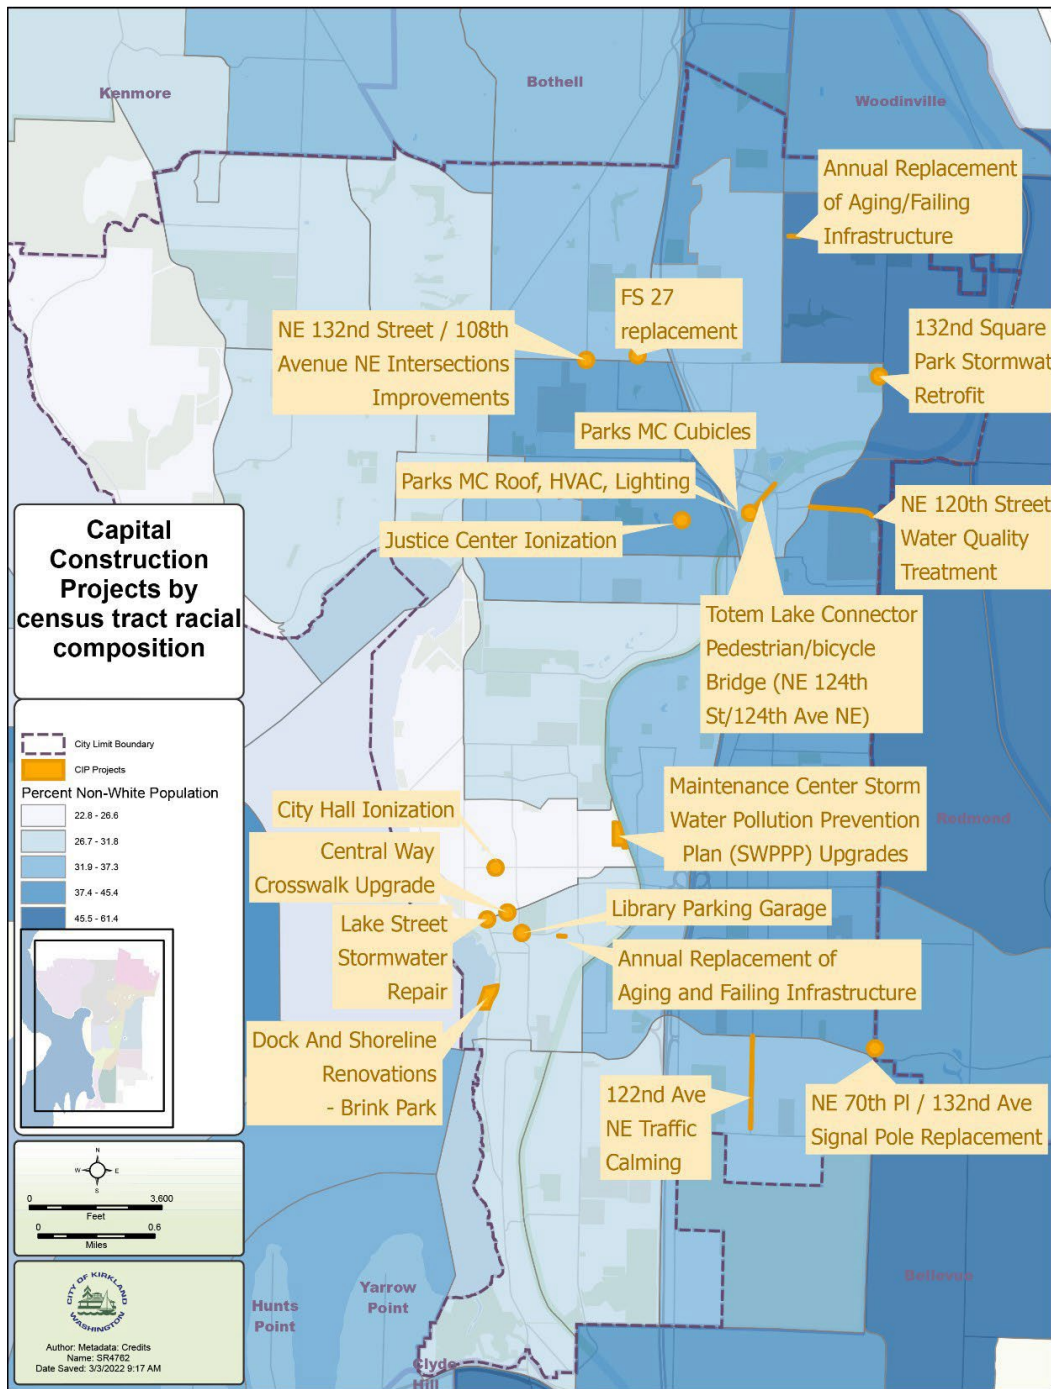 Kenmore
Bothell
Woodinville
Annual Replacement
of Aging/Failing
Infrastructure
FS 27
replacement
NE 132nd Street / 108th
Avenue NE Intersections
Improvements
132nd Square
Park Stormwat
Retrofit
Parks MC Cubicles
Parks MC Roof, HVAC, Lighting
Justice Center Ionization
NE 120th Street
Water Quality
Treatment
Capital
Construction
Projects by
census tract racial
composition
Totem Lake Connector
Pedestrian/bicycle
Bridge (NE 124th
St/124th Ave NE)
City Limit Boundary
CIP Projects
Percent Non-White Population
22.8 - 26.6
26.7 - 31.8
31.9 - 37.3
37.4 - 45.4
45.5 - 61.4
City Hall Ionization
Maintenance Center Storm
Water Pollution Prevention
Plan (SWPPP) Upgrades
Redmond
Central Way
Crosswalk Upgrade
Library Parking Garage
Lake Street
Stormwater
Repair
Annual Replacement of
Aging and Failing Infrastructure
Dock And Shoreline
Renovations
- Brink Park
122nd Ave
NE Traffic
Calming
NE 70th Pl / 132nd Ave
Signal Pole Replacement
N
W E
S
0 3,600
Feet
0 0.6
Miles
CITY OF KIRKLAND
WASHINGTON
Author: Metadata: Credits
Name: SR4762
Date Saved: 3/3/2022 9:17 AM
Hunts
Point
Yarrow
Point
Bellevue
Clyde
Hill